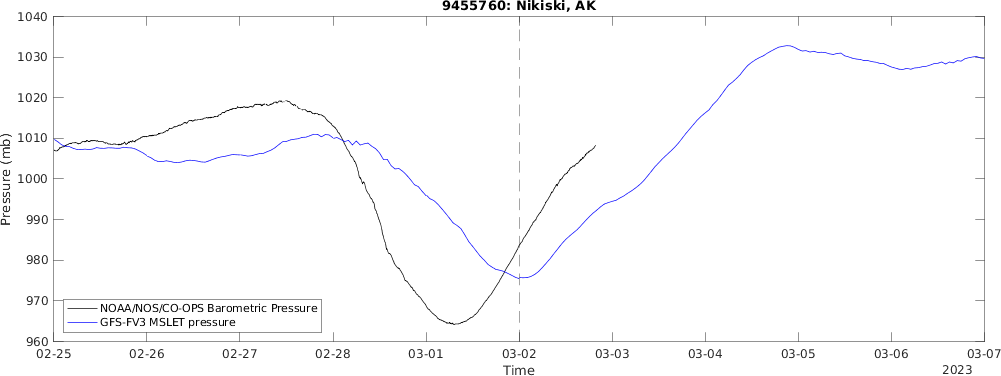 9455760: Nikiski, AK
1040
1030
1020
1010
1000
990
980
970
960
Pressure (mb)
NOAA/NOS/CO-OPS Barometric Pressure
GFS-FV3 MSLET pressure
02-25 02-26 02-27 02-28 03-01 03-02 03-03 03-04 03-05 03-06 03-07
Time
2023